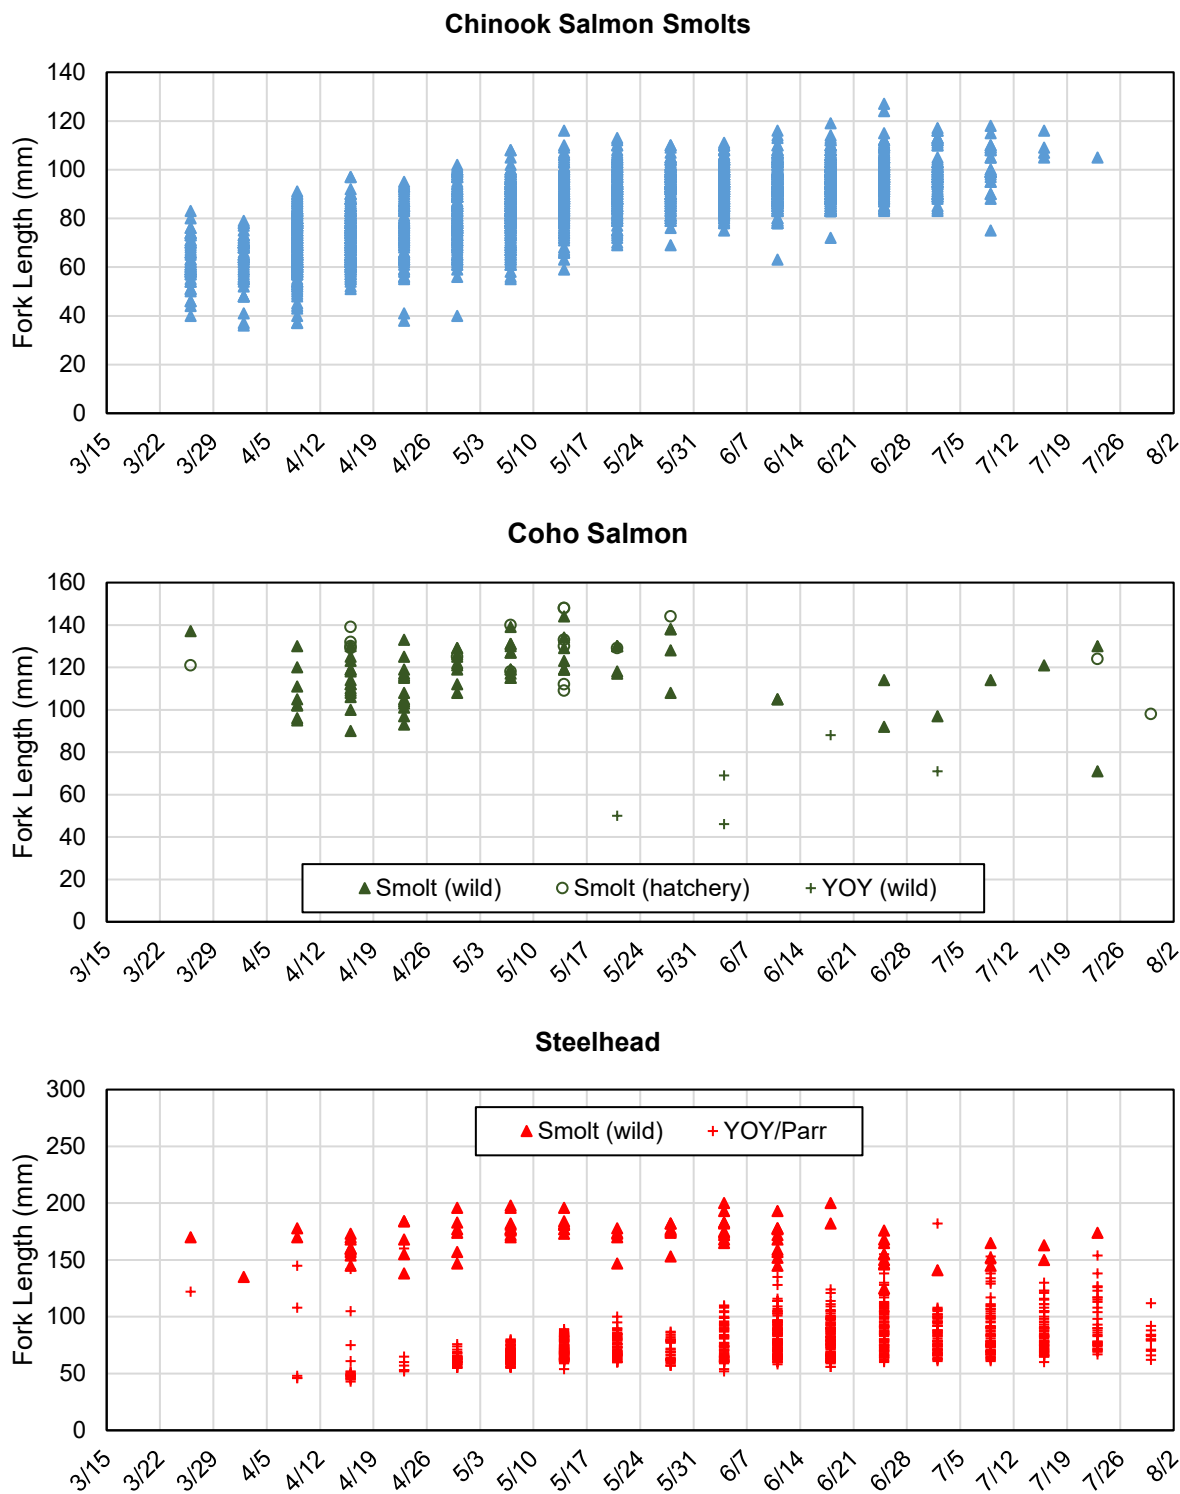 Chinook Salmon Smolts
140
120
100
80
60
40
20
0
Fork Length (mm)
3/15 3/22 3/29 4/5 4/12 4/19 4/26 5/3 5/10 5/17 5/24 5/31 6/7 6/14 6/21 6/28 7/5 7/12 7/19 7/26 8/2
Coho Salmon
160
140
120
100
80
60
40
20
0
Fork Length (mm)
Smolt (wild) Smolt (hatchery) YOY (wild)
3/15 3/22 3/29 4/5 4/12 4/19 4/26 5/3 5/10 5/17 5/24 5/31 6/7 6/14 6/21 6/28 7/5 7/12 7/19 7/26 8/2
Steelhead
300
250
200
150
100
50
0
Fork Length (mm)
Smolt (wild) YOY/Parr
3/15 3/22 3/29 4/5 4/12 4/19 4/26 5/3 5/10 5/17 5/24 5/31 6/7 6/14 6/21 6/28 7/5 7/12 7/19 7/26 8/2